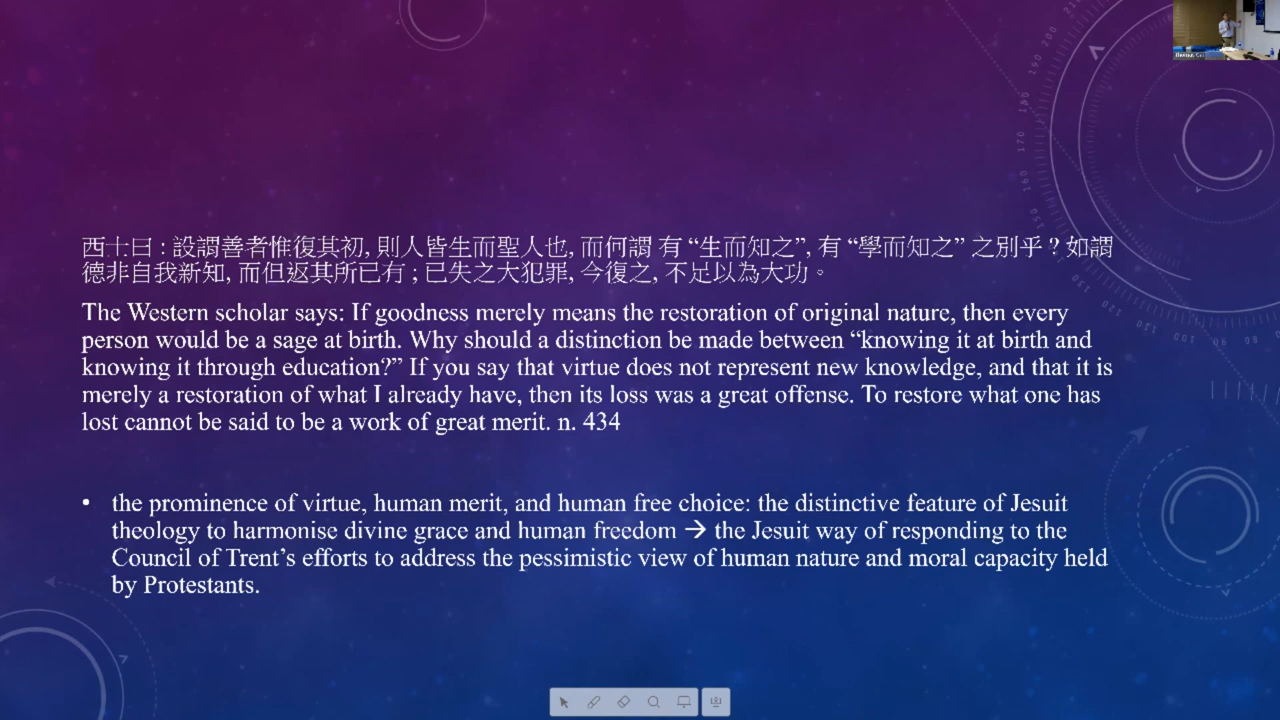 西士曰 : 設謂善者惟復其初, 則人皆生而聖人也, 而何謂 有 “生而知之”, 有 “學而知之” 之別乎 ? 如謂
德非自我新知, 而但返其所已有 ; 已失之大犯罪, 今復之, 不足以為大功。
The Western scholar says: If goodness merely means the restoration of original nature, then every
person would be a sage at birth. Why should a distinction be made between “knowing it at birth and
knowing it through education?” If you say that virtue does not represent new knowledge, and that it is
merely a restoration of what I already have, then its loss was a great offense. To restore what one has
lost cannot be said to be a work of great merit. n. 434
• the prominence of virtue, human merit, and human free choice: the distinctive feature of Jesuit
theology to harmonise divine grace and human freedom → the Jesuit way of responding to the
Council of Trent’s efforts to address the pessimistic view of human nature and moral capacity held
by Protestants.